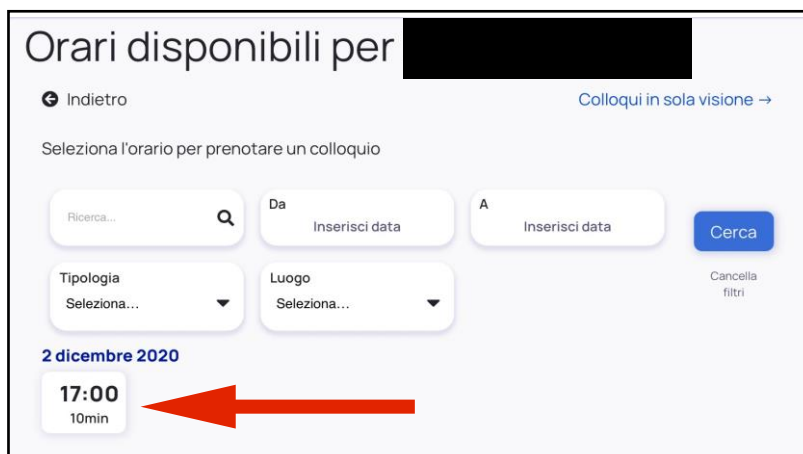 Orari disponibili per
Indietro
Colloqui in sola visione →
Seleziona l'orario per prenotare un colloquio
Ricerca...
Da
Inserisci data
A
Inserisci data
Cerca
Tipologia
Seleziona...
Luogo
Seleziona...
Cancella
filtri
2 dicembre 2020
17:00
10min